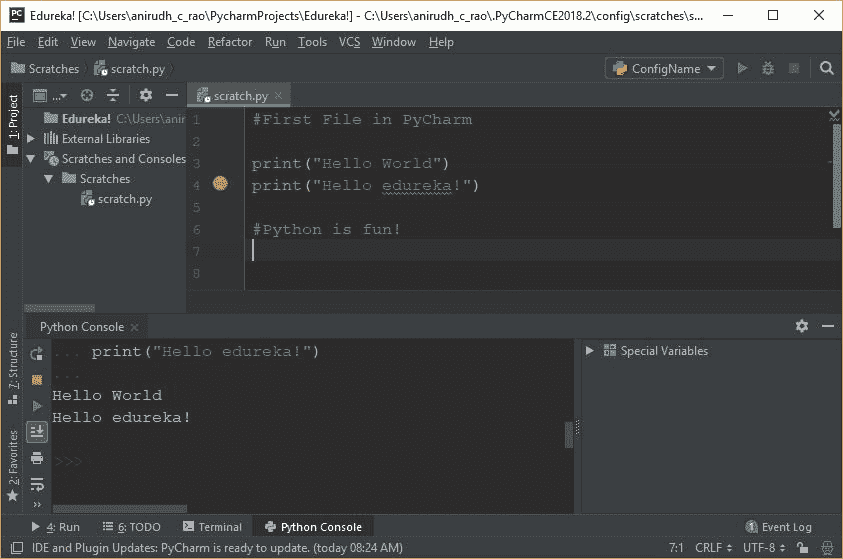 Edureka! [C:\Users\anirudh_c_rao\PycharmProjects\Edureka!] - C:\Users\anirudh_c_rao\.PyCharmCE2018.2\config\scratches\s...
File Edit View Navigate Code Refactor Run Tools VCS Window Help
Scratches scratch.py ConfigName
1: Project
... scratch.py
Edureka! C:\Users\anir
External Libraries
Scratches and Consoles
Scratches
scratch.py
1 #First File in PyCharm
2
3 print("Hello World")
4 print("Hello edureka!")
5
6 #Python is fun!
7
8
Python Console
... print("Hello edureka!")
...
Hello World
Hello edureka!
>>>
Special Variables
7: Structure
2: Favorites
4: Run 6: TODO Terminal Python Console 1 Event Log
IDE and Plugin Updates: PyCharm is ready to update. (today 08:24 AM) 7:1 CRLF UTF-8